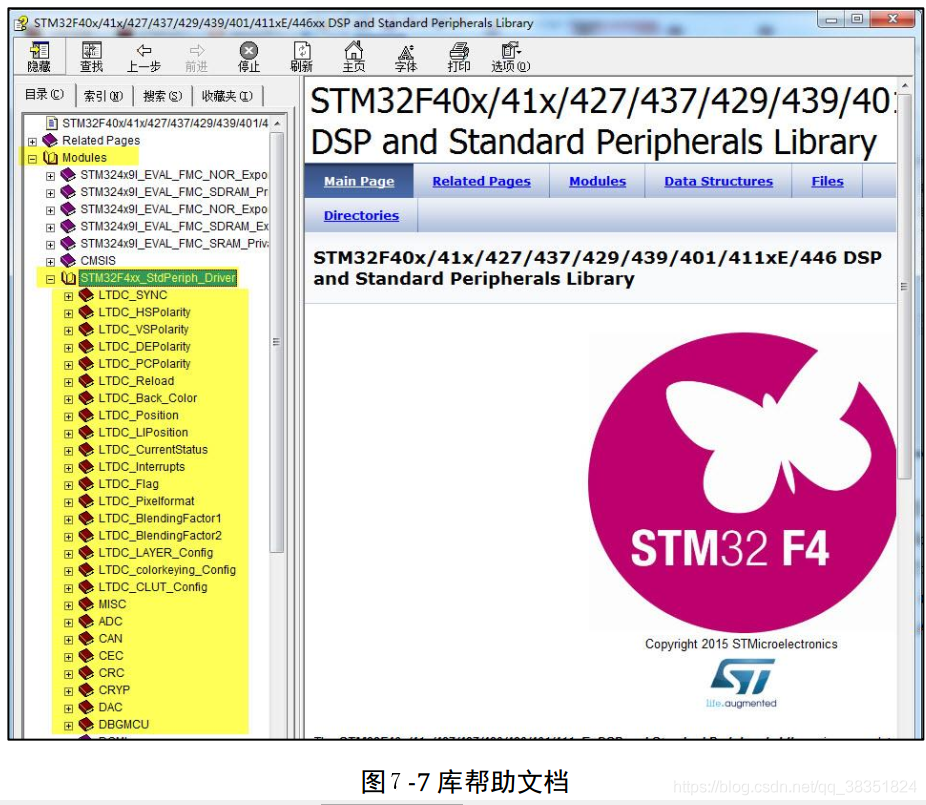 STM32F40x/41x/427/437/429/439/401/411xE/446xx DSP and Standard Peripherals Library
隐藏 查找 上一步 前进 停止 刷新 主页 字体 打印 选项(O)
目录(C) 索引(N) 搜索(S) 收藏夹(I)
STM32F40x/41x/427/437/429/439/401/4
Related Pages
Modules
STM324x9I_EVAL_FMC_NOR_Expo
STM324x9I_EVAL_FMC_SDRAM_Pr
STM324x9I_EVAL_FMC_NOR_Expo
STM324x9I_EVAL_FMC_SDRAM_Ex
STM324x9I_EVAL_FMC_SRAM_Priv
CMSIS
STM32F4xx_StdPeriph_Driver
LTDC_SYNC
LTDC_HSPolarity
LTDC_VSPolarity
LTDC_DEPolarity
LTDC_PCPolarity
LTDC_Reload
LTDC_Back_Color
LTDC_Position
LTDC_LIPosition
LTDC_CurrentStatus
LTDC_Interrupts
LTDC_Flag
LTDC_Pixelformat
LTDC_BlendingFactor1
LTDC_BlendingFactor2
LTDC_LAYER_Config
LTDC_colorkeying_Config
LTDC_CLUT_Config
MISC
ADC
CAN
CEC
CRC
CRYP
DAC
DBGMCU
STM32F40x/41x/427/437/429/439/40
DSP and Standard Peripherals Library
Main Page Related Pages Modules Data Structures Files
Directories
STM32F40x/41x/427/437/429/439/401/411xE/446 DSP
and Standard Peripherals Library
STM32 F4
Copyright 2015 STMicroelectronics
ST
life.augmented
图 7-7 库帮助文档
https://blog.csdn.net/qq_38351824